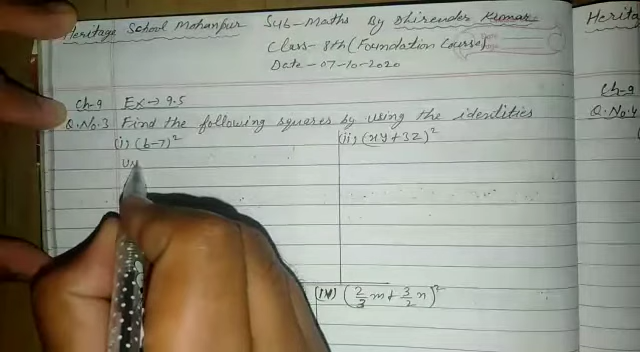 Heritage School Mohanpur Sub-Maths By Dhirender Kumar
Class- 8th (Foundation Course)
Date - 07-10-2020
Ch-9 Ex→ 9.5
Q.No.3 Find the following squares by using the identities
(i) (b-7)²
(ii) (xy+3z)²
(iv) (2/3 m + 3/2 n)²
Herita
Ch-9
Q.No.4